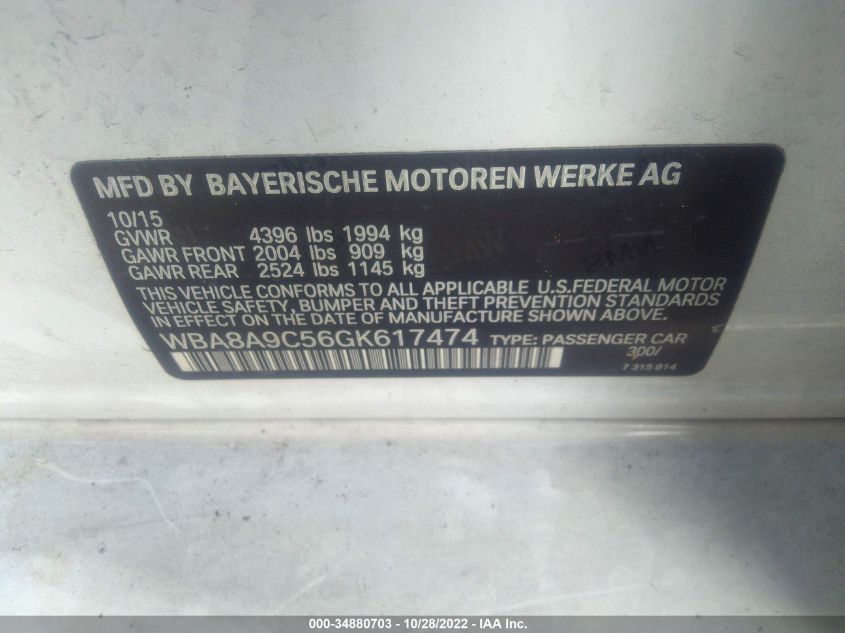 MFD BY BAYERISCHE MOTOREN WERKE AG
10/15
GVWR 4396 lbs 1994 kg
GAWR FRONT 2004 lbs 909 kg
GAWR REAR 2524 lbs 1145 kg
THIS VEHICLE CONFORMS TO ALL APPLICABLE U.S.FEDERAL MOTOR
VEHICLE SAFETY, BUMPER AND THEFT PREVENTION STANDARDS
IN EFFECT ON THE DATE OF MANUFACTURE SHOWN ABOVE.
WBA8A9C56GK617474 TYPE: PASSENGER CAR
300/
7 315 814
000-34880703 - 10/28/2022 - IAA Inc.